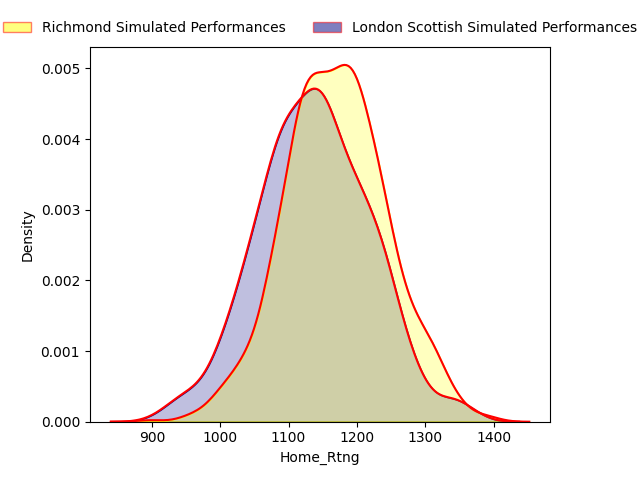 Richmond Simulated Performances London Scottish Simulated Performances
0.005
0.004
0.003
0.002
0.001
0.000
Density
900 1000 1100 1200 1300 1400
Home_Rtng